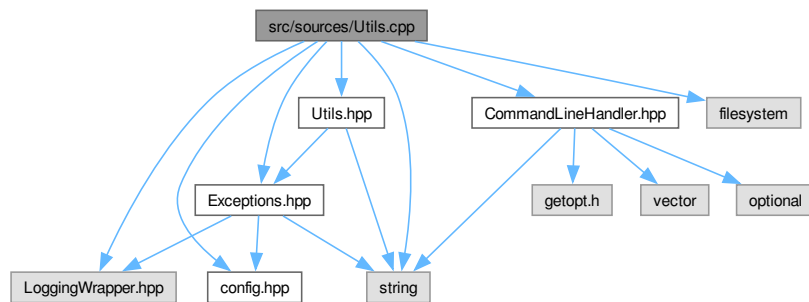 src/sources/Utils.cpp
Utils.hpp
CommandLineHandler.hpp
filesystem
Exceptions.hpp
getopt.h
vector
optional
LoggingWrapper.hpp
config.hpp
string